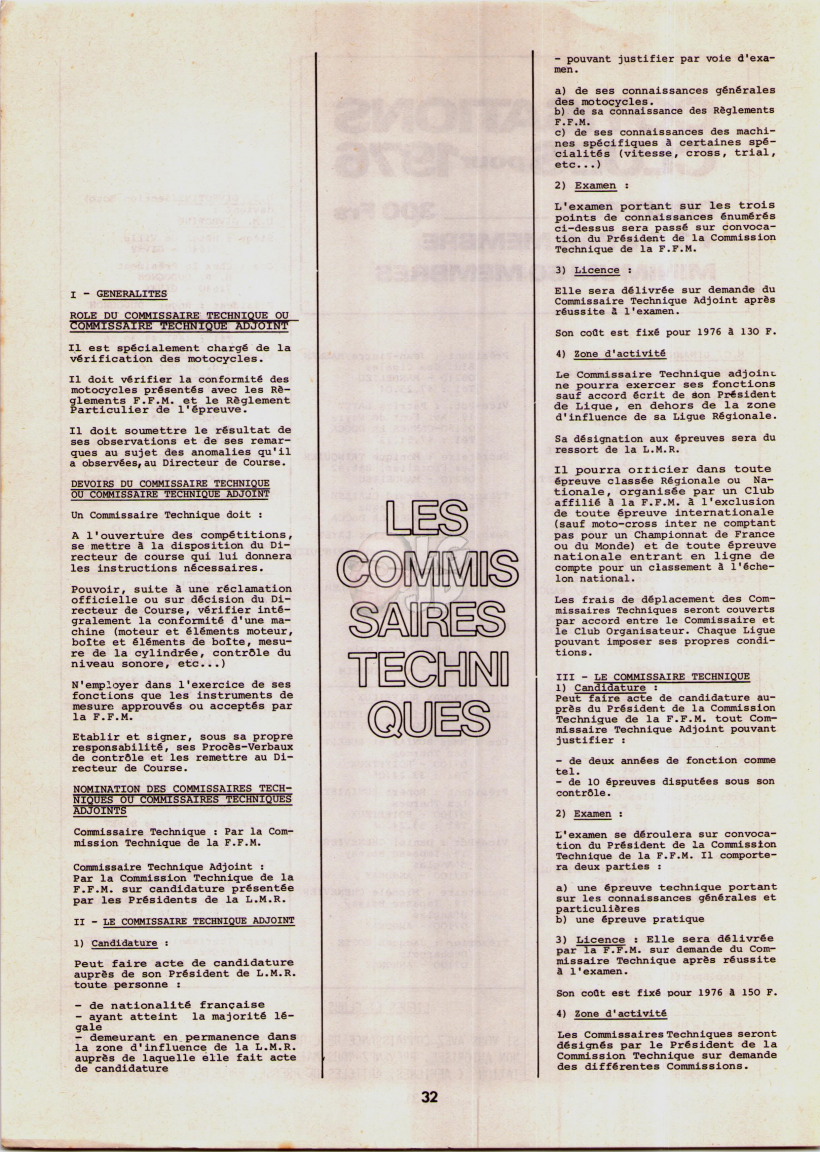 I - GENERALITES
ROLE DU COMMISSAIRE TECHNIQUE OU
COMMISSAIRE TECHNIQUE ADJOINT
Il est spécialement chargé de la
vérification des motocycles.
Il doit vérifier la conformité des
motocycles présentés avec les Rè-
glements F.F.M. et le Règlement
Particulier de l'épreuve.
Il doit soumettre le résultat de
ses observations et de ses remar-
ques au sujet des anomalies qu'il
a observées, au Directeur de Course.
DEVOIRS DU COMMISSAIRE TECHNIQUE
OU COMMISSAIRE TECHNIQUE ADJOINT
Un Commissaire Technique doit :
A l'ouverture des compétitions,
se mettre à la disposition du Di-
recteur de course qui lui donnera
les instructions nécessaires.
Pouvoir, suite à une réclamation
officielle ou sur décision du Di-
recteur de Course, vérifier inté-
gralement la conformité d'une ma-
chine (moteur et éléments moteur,
boîte et éléments de boîte, mesu-
re de la cylindrée, contrôle du
niveau sonore, etc...)
N'employer dans l'exercice de ses
fonctions que les instruments de
mesure approuvés ou acceptés par
la F.F.M.
Etablir et signer, sous sa propre
responsabilité, ses Procès-Verbaux
de contrôle et les remettre au Di-
recteur de Course.
NOMINATION DES COMMISSAIRES TECH-
NIQUES OU COMMISSAIRES TECHNIQUES
ADJOINTS
Commissaire Technique : Par la Com-
mission Technique de la F.F.M.
Commissaire Technique Adjoint :
Par la Commission Technique de la
F.F.M. sur candidature présentée
par les Présidents de la L.M.R.
II - LE COMMISSAIRE TECHNIQUE ADJOINT
1) Candidature :
Peut faire acte de candidature
auprès de son Président de L.M.R.
toute personne :
- de nationalité française
- ayant atteint la majorité lé-
gale
- demeurant en permanence dans
la zone d'influence de la L.M.R.
auprès de laquelle elle fait acte
de candidature
LES
COMMIS
SAIRES
TECHNI
QUES
- pouvant justifier par voie d'exa-
men.
a) de ses connaissances générales
des motocycles.
b) de sa connaissance des Règlements
F.F.M.
c) de ses connaissances des machi-
nes spécifiques à certaines spé-
cialités (vitesse, cross, trial,
etc...)
2) Examen :
L'examen portant sur les trois
points de connaissances énumérés
ci-dessus sera passé sur convoca-
tion du Président de la Commission
Technique de la F.F.M.
3) Licence :
Elle sera délivrée sur demande du
Commissaire Technique Adjoint après
réussite à l'examen.
Son coût est fixé pour 1976 à 130 F.
4) Zone d'activité
Le Commissaire Technique adjoint
ne pourra exercer ses fonctions
sauf accord écrit de son Président
de Ligue, en dehors de la zone
d'influence de sa Ligue Régionale.
Sa désignation aux épreuves sera du
ressort de la L.M.R.
Il pourra officier dans toute
épreuve classée Régionale ou Na-
tionale, organisée par un Club
affilié à la F.F.M. à l'exclusion
de toute épreuve internationale
(sauf moto-cross inter ne comptant
pas pour un Championnat de France
ou du Monde) et de toute épreuve
nationale entrant en ligne de
compte pour un classement à l'éche-
lon national.
Les frais de déplacement des Com-
missaires Techniques seront couverts
par accord entre le Commissaire et
le Club Organisateur. Chaque Ligue
pouvant imposer ses propres condi-
tions.
III - LE COMMISSAIRE TECHNIQUE
1) Candidature :
Peut faire acte de candidature au-
près du Président de la Commission
Technique de la F.F.M. tout Com-
missaire Technique Adjoint pouvant
justifier :
- de deux années de fonction comme
tel.
- de 10 épreuves disputées sous son
contrôle.
2) Examen :
L'examen se déroulera sur convoca-
tion du Président de la Commission
Technique de la F.F.M. Il comporte-
ra deux parties :
a) une épreuve technique portant
sur les connaissances générales et
particulières
b) une épreuve pratique
3) Licence : Elle sera délivrée
par la F.F.M. sur demande du Com-
missaire Technique après réussite
à l'examen.
Son coût est fixé pour 1976 à 150 F.
4) Zone d'activité
Les Commissaires Techniques seront
désignés par le Président de la
Commission Technique sur demande
des différentes Commissions.
32